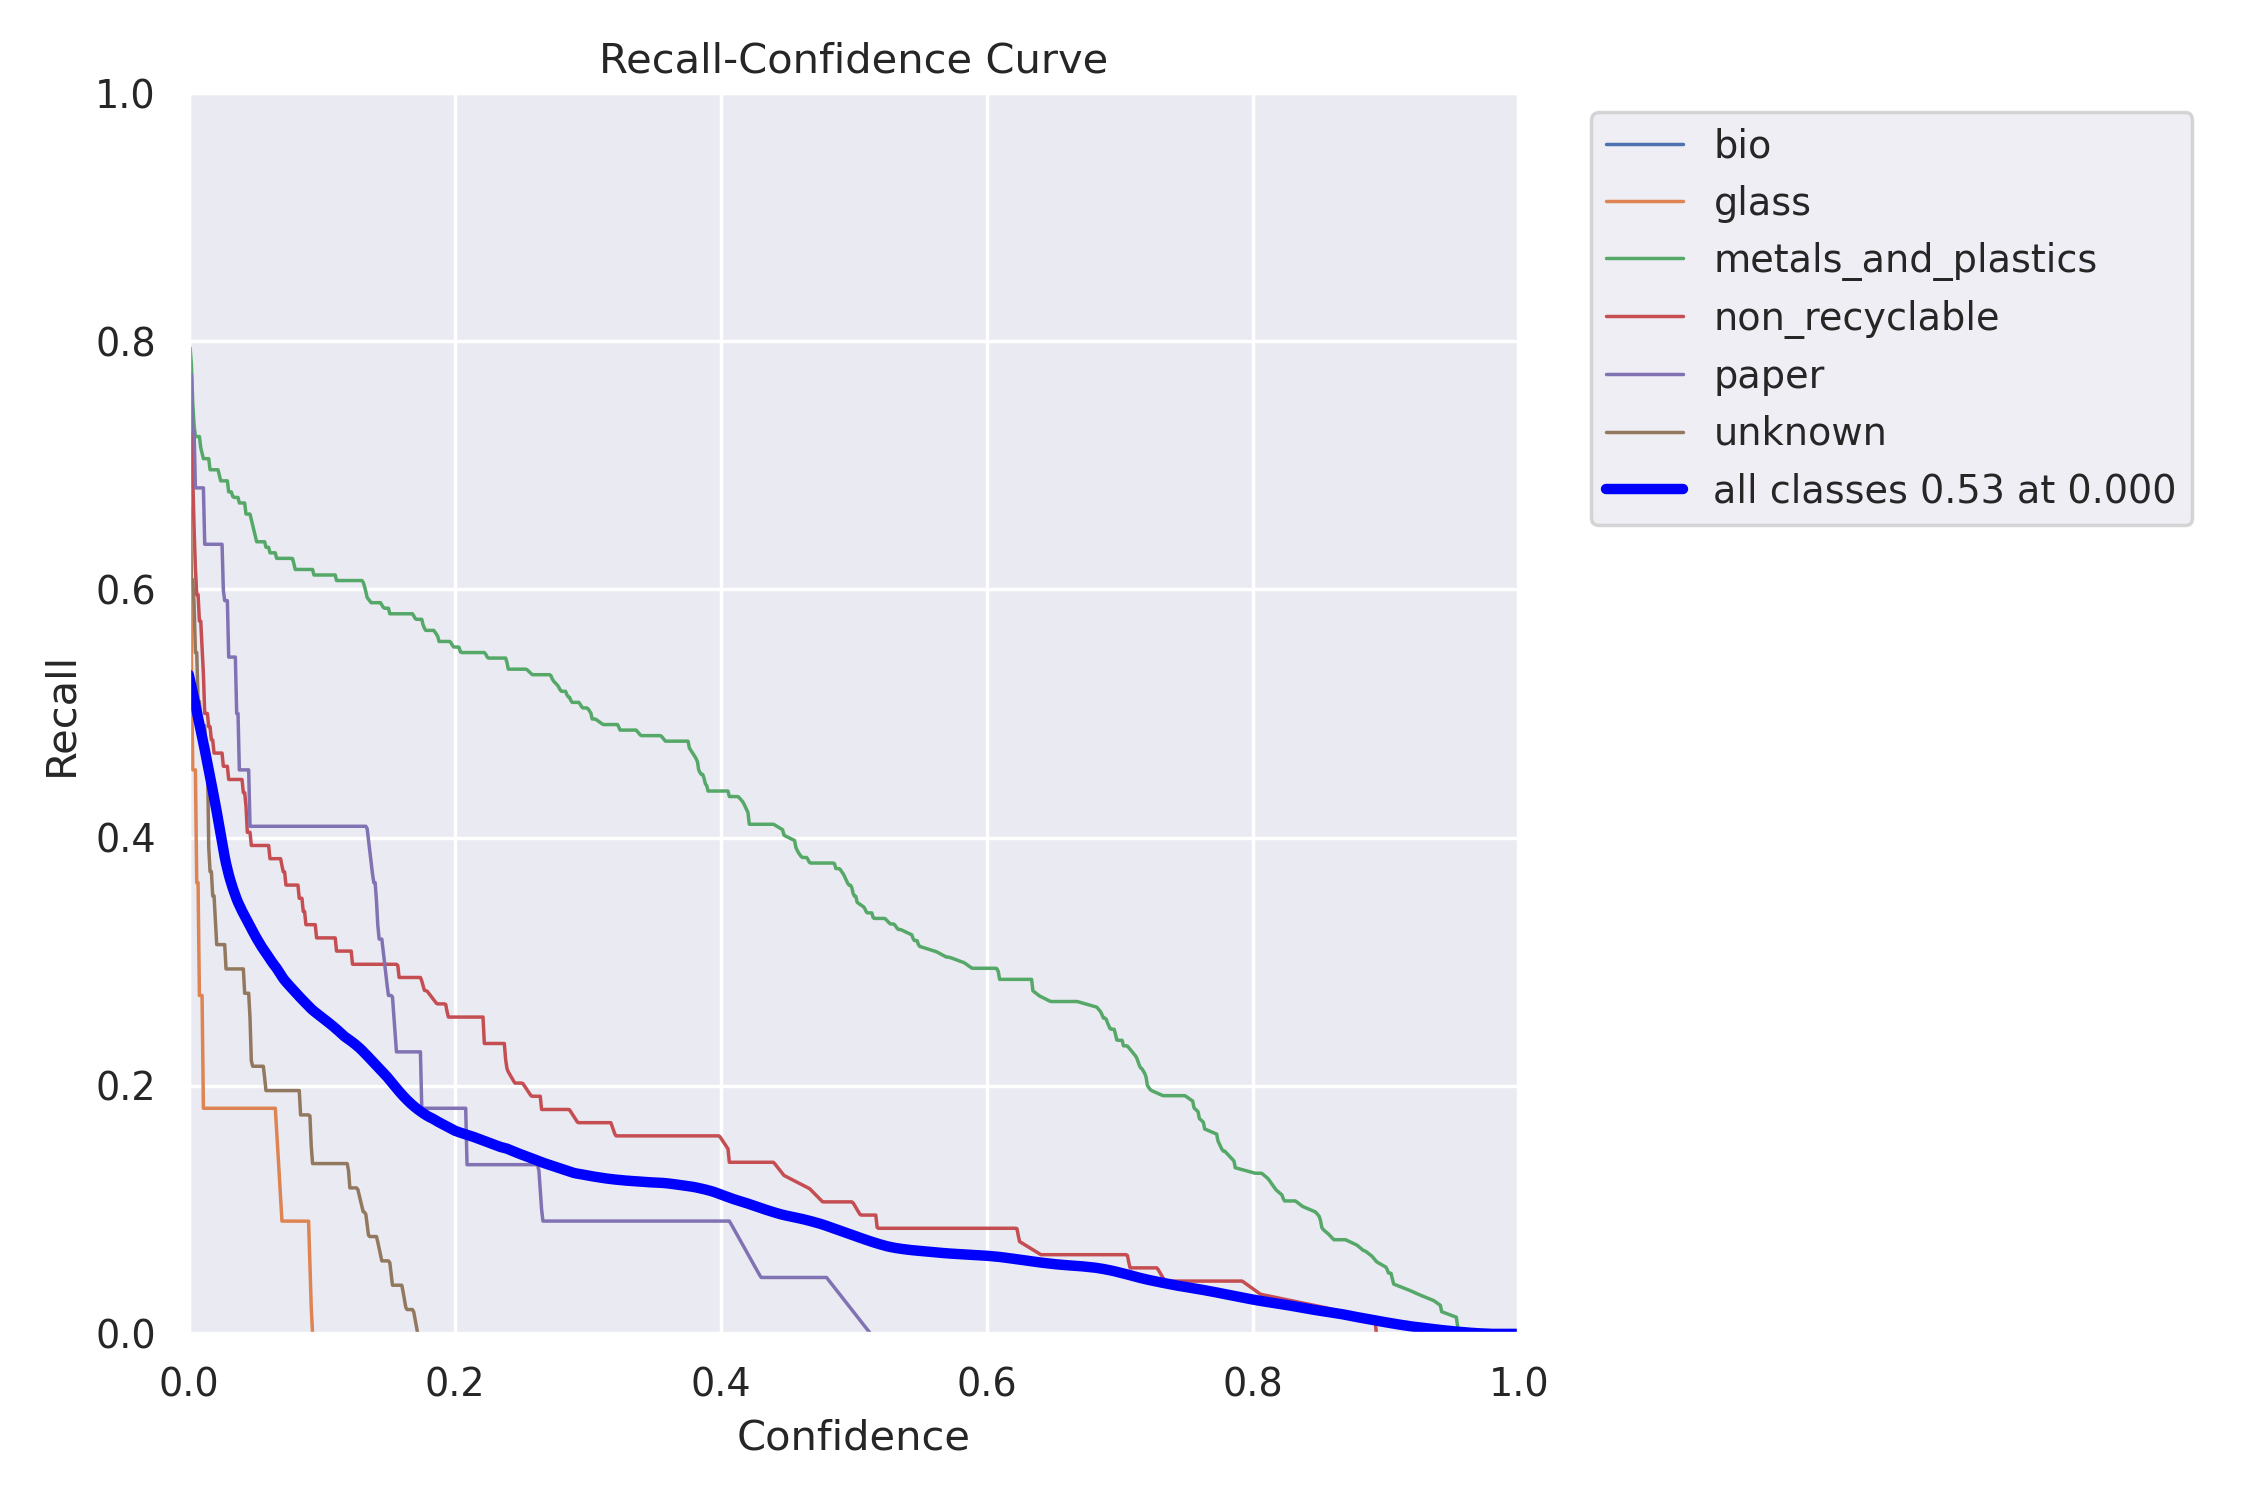 Recall-Confidence Curve
1.0
0.8
0.6
0.4
0.2
0.0
Recall
0.0 0.2 0.4 0.6 0.8 1.0
Confidence
bio
glass
metals_and_plastics
non_recyclable
paper
unknown
all classes 0.53 at 0.000